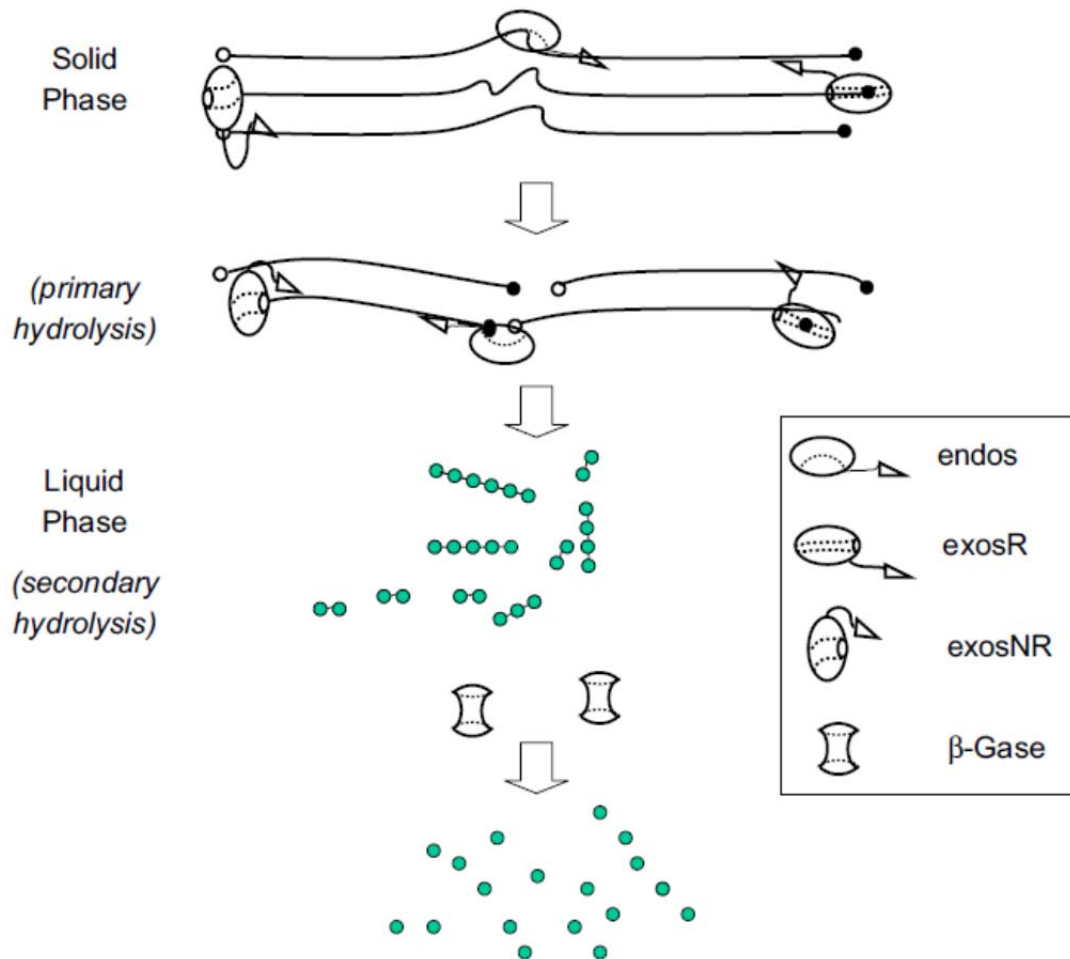 Solid
Phase
(primary
hydrolysis)
Liquid
Phase
(secondary
hydrolysis)
endos
exosR
exosNR
β-Gase